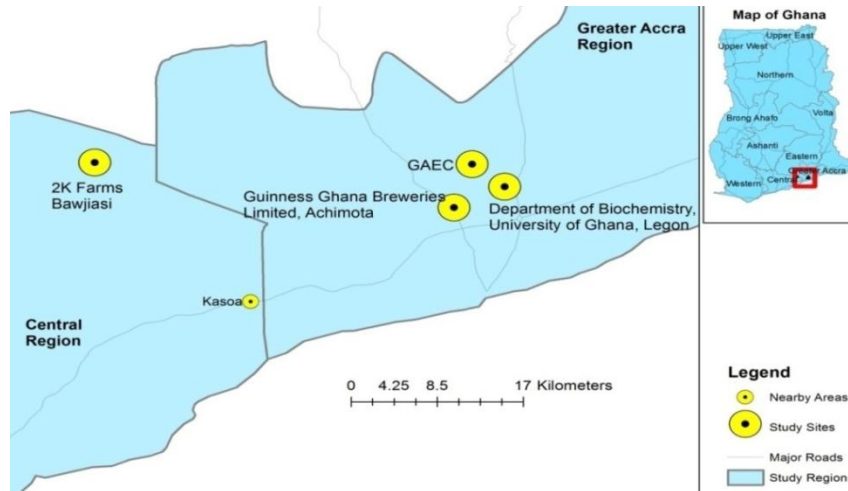 Greater Accra
Region
GAEC
2K Farms
Bawjiasi
Guinness Ghana Breweries
Limited, Achimota
Department of Biochemistry,
University of Ghana, Legon
Kasoa
Central
Region
0 4.25 8.5 17 Kilometers
Map of Ghana
Upper East
Upper West
Northern
Brong Ahafo
Volta
Ashanti
Eastern
Greater Accra
Central
Western
Legend
Nearby Areas
Study Sites
Major Roads
Study Region